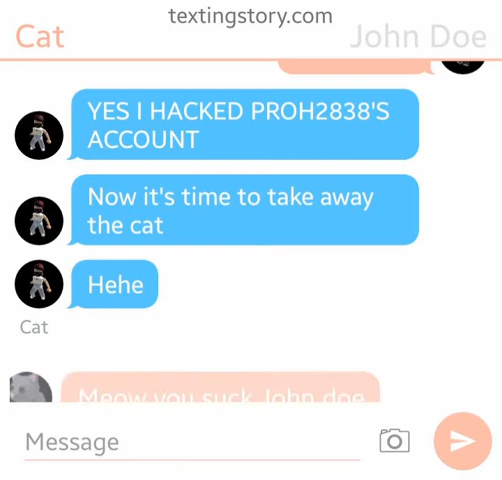 textingstory.com
Cat
John Doe
YES I HACKED PROH2838'S
ACCOUNT
Now it's time to take away
the cat
Hehe
Cat
Meow you suck John doe
Message